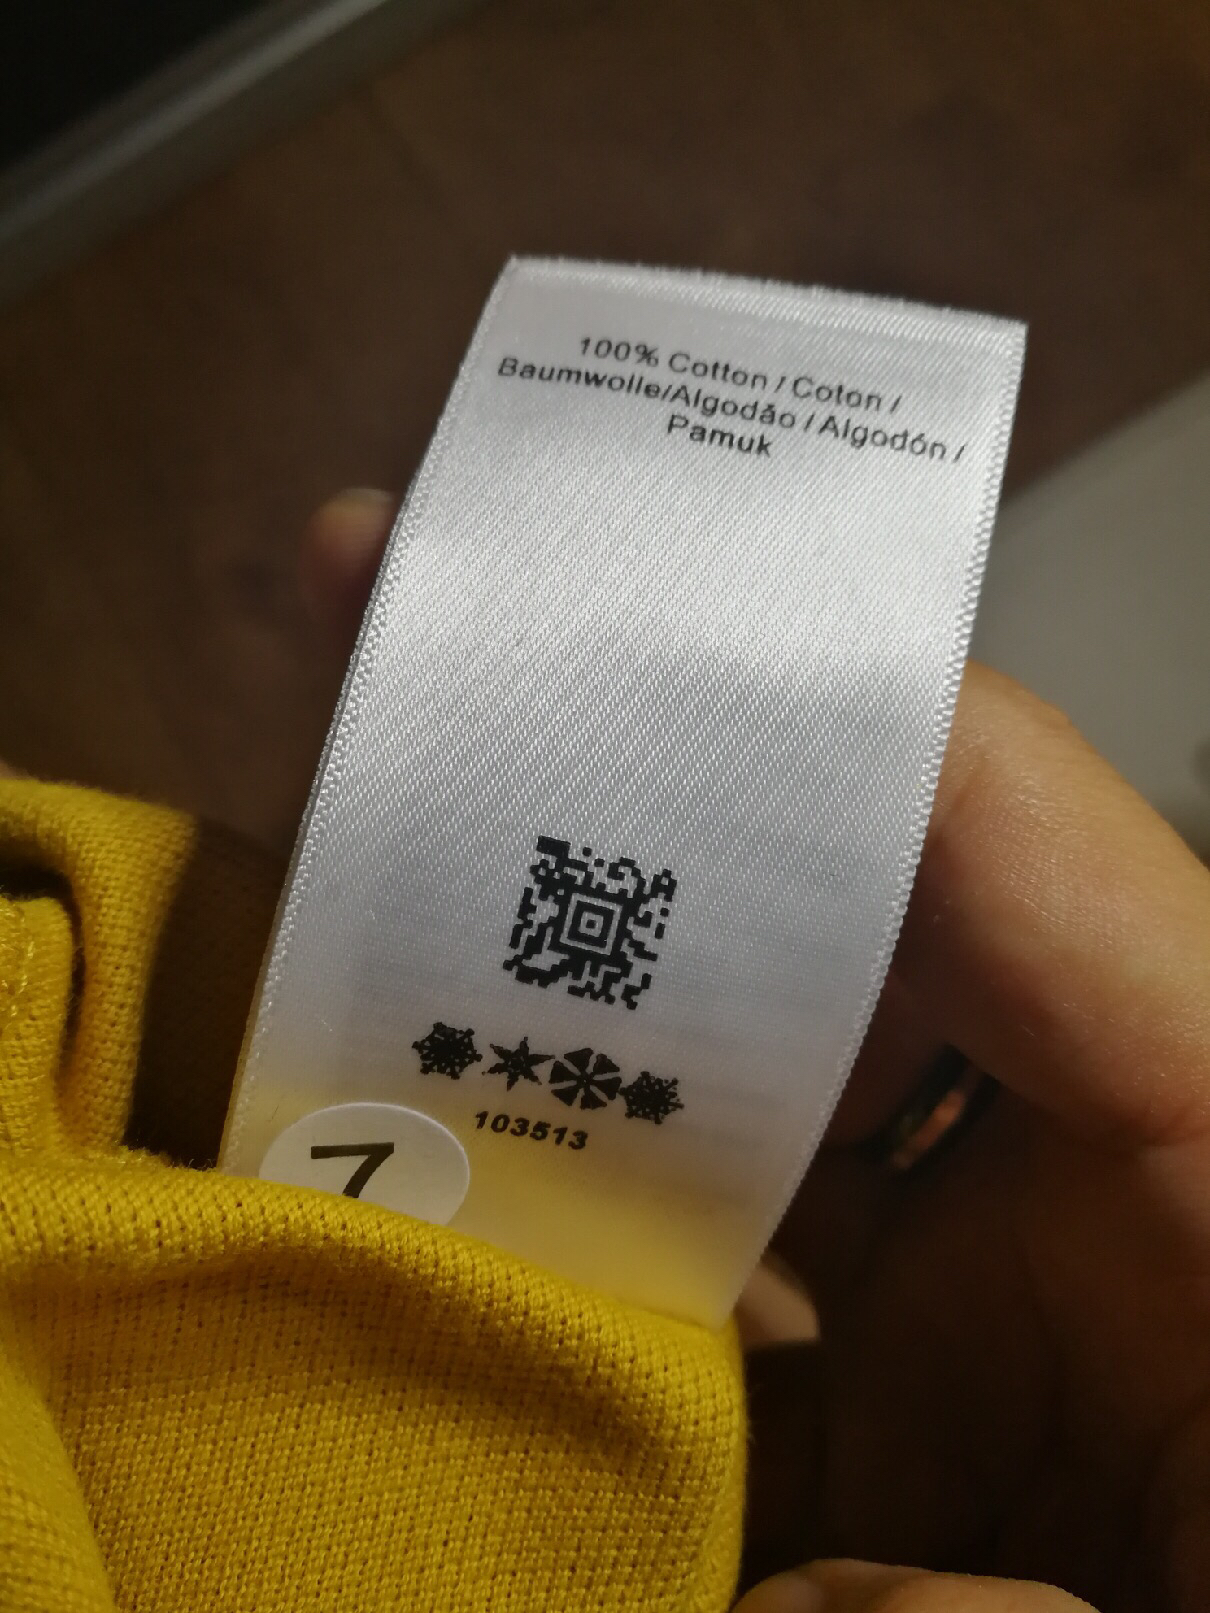 100% Cotton / Coton /
Baumwolle/Algodão / Algodón /
Pamuk
103513
7